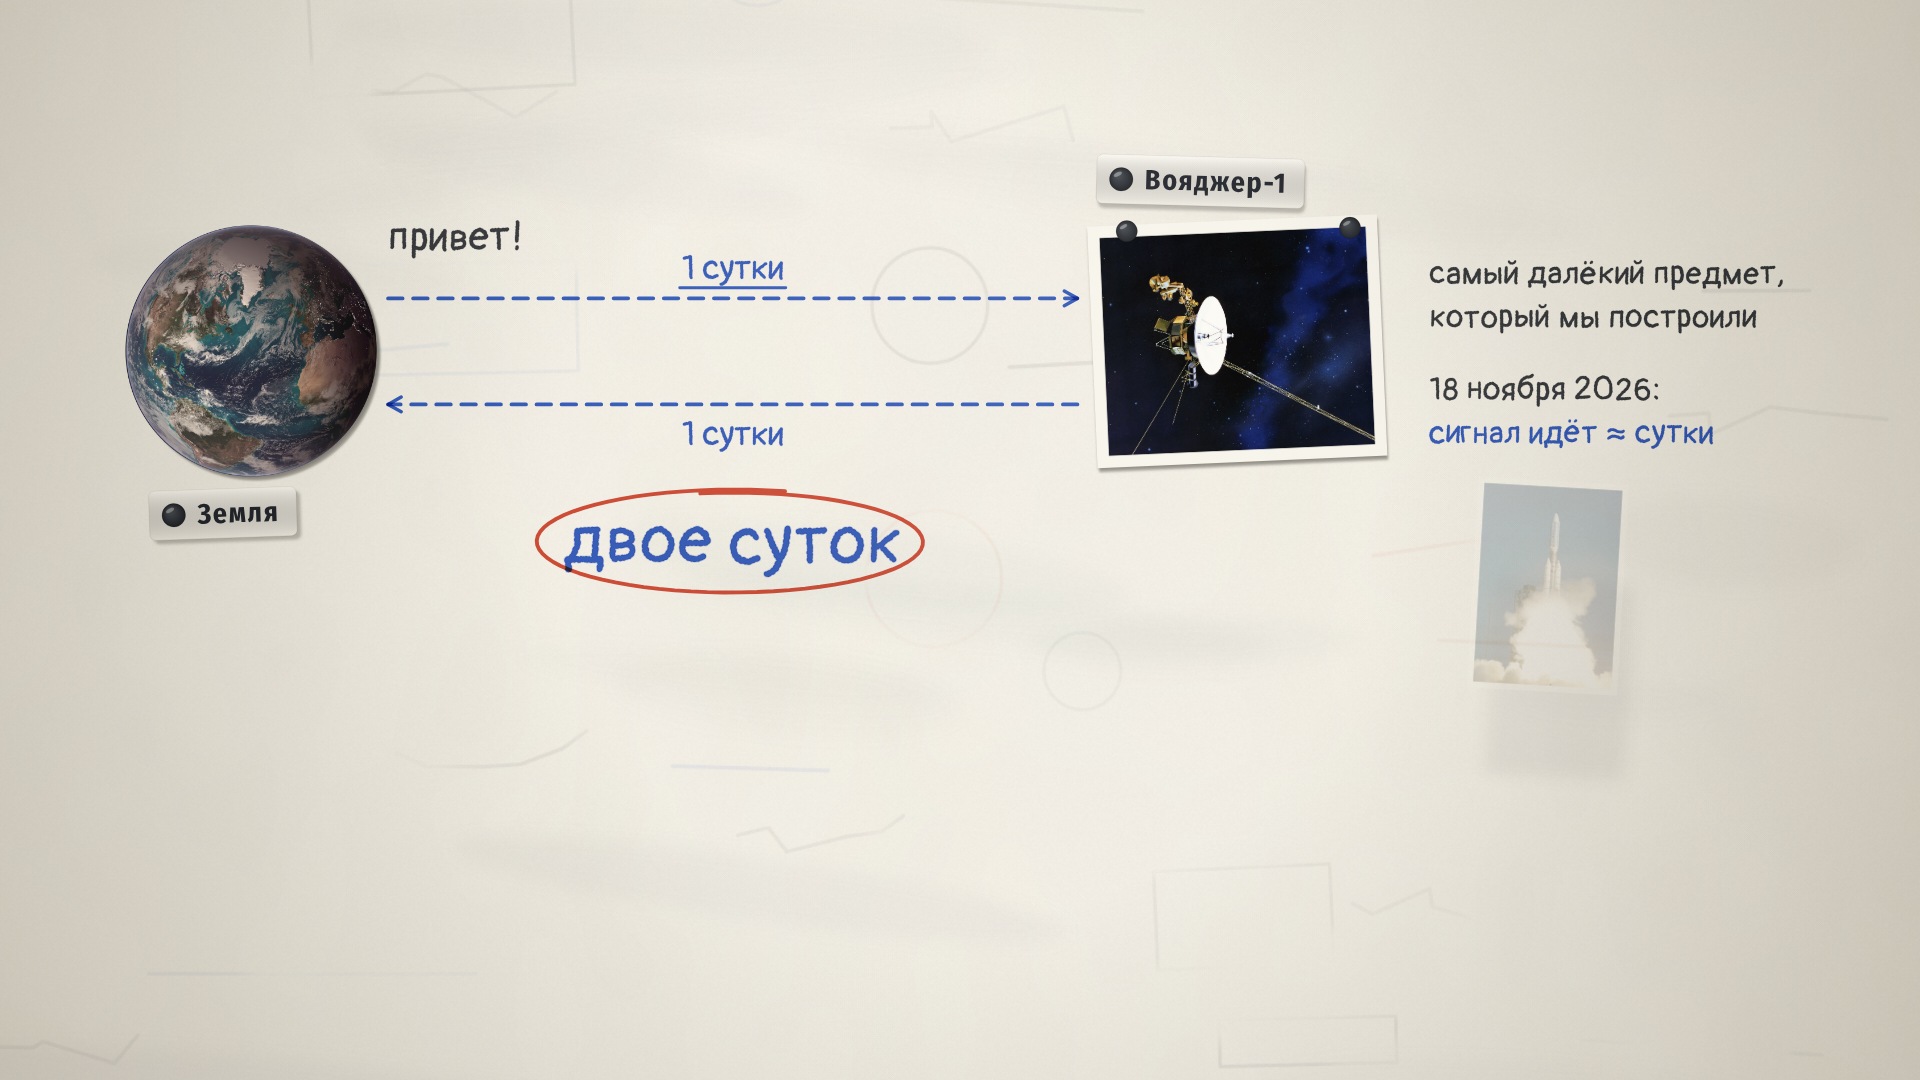 Вояджер-1
привет!
1 сутки
самый далёкий предмет,
который мы построили
18 ноября 2026:
сигнал идёт ≈ сутки
1 сутки
Земля
двое суток